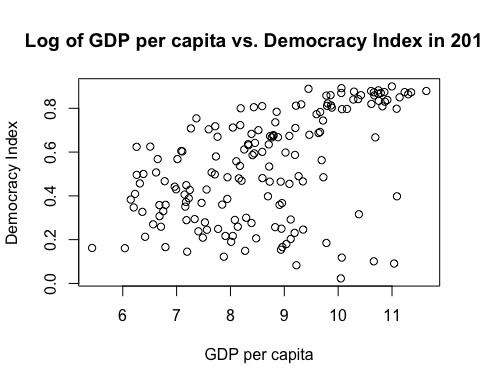 Log of GDP per capita vs. Democracy Index in 201
Democracy Index
0.0 0.2 0.4 0.6 0.8
6 7 8 9 10 11
GDP per capita